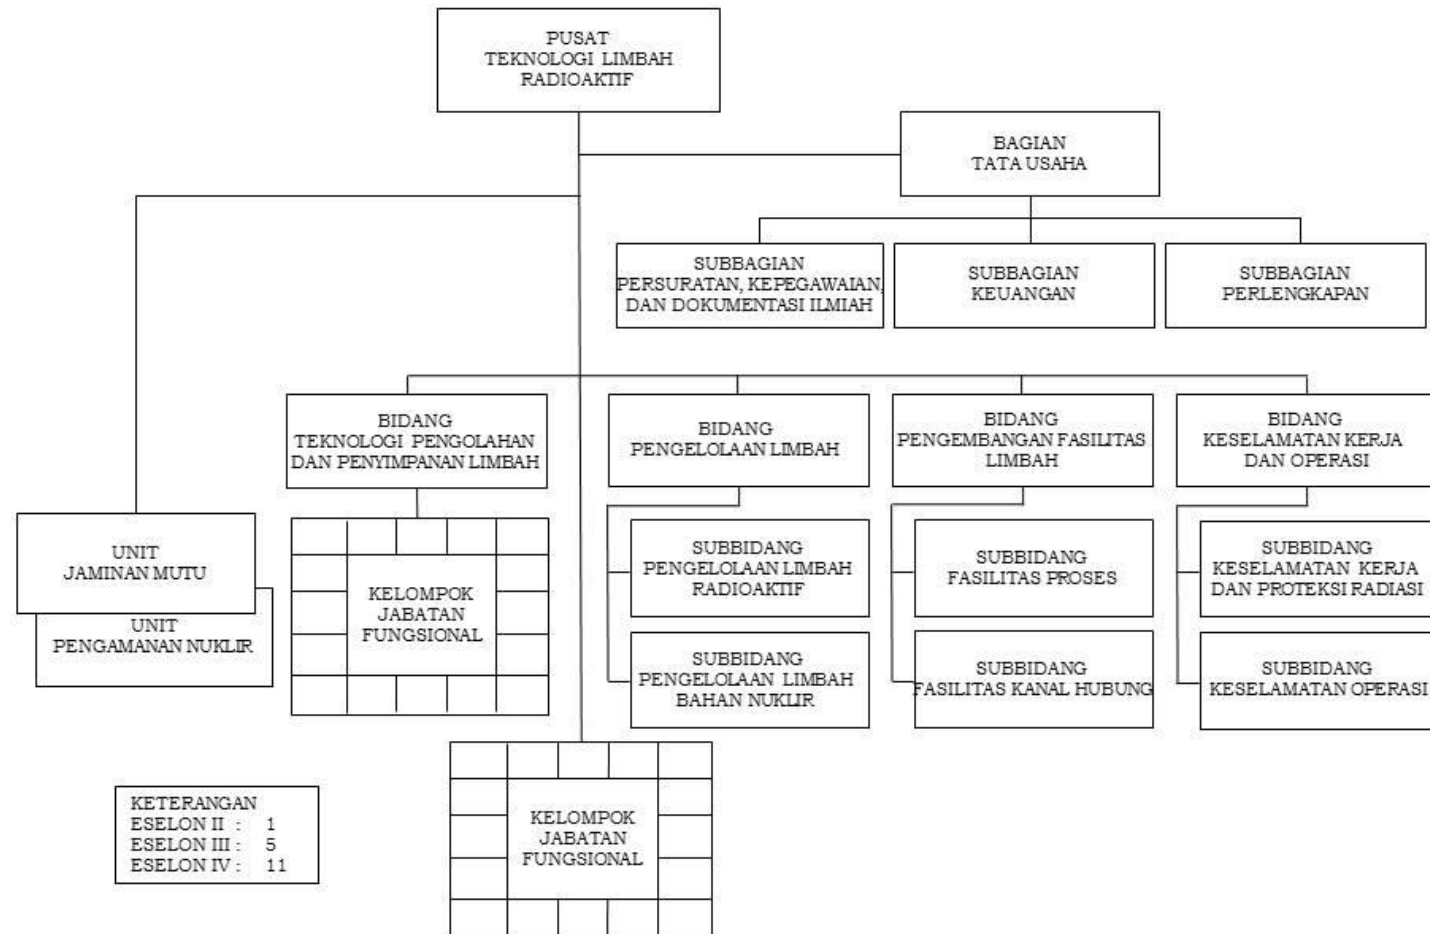 PUSAT
TEKNOLOGI LIMBAH
RADIOAKTIF
BAGIAN
TATA USAHA
SUBBAGIAN
PERSURATAN, KEPEGAWAIAN,
DAN DOKUMENTASI ILMIAH
SUBBAGIAN
KEUANGAN
SUBBAGIAN
PERLENGKAPAN
BIDANG
TEKNOLOGI PENGOLAHAN
DAN PENYIMPANAN LIMBAH
BIDANG
PENGELOLAAN LIMBAH
BIDANG
PENGEMBANGAN FASILITAS
LIMBAH
BIDANG
KESELAMATAN KERJA
DAN OPERASI
UNIT
JAMINAN MUTU
UNIT
PENGAMANAN NUKLIR
KELOMPOK
JABATAN
FUNGSIONAL
SUBBIDANG
PENGELOLAAN LIMBAH
RADIOAKTIF
SUBBIDANG
FASILITAS PROSES
SUBBIDANG
KESELAMATAN KERJA
DAN PROTEKSI RADIASI
SUBBIDANG
PENGELOLAAN LIMBAH
BAHAN NUKLIR
SUBBIDANG
FASILITAS KANAL HUBUNG
SUBBIDANG
KESELAMATAN OPERASI
KELOMPOK
JABATAN
FUNGSIONAL
KETERANGAN
ESELON II : 1
ESELON III : 5
ESELON IV : 11